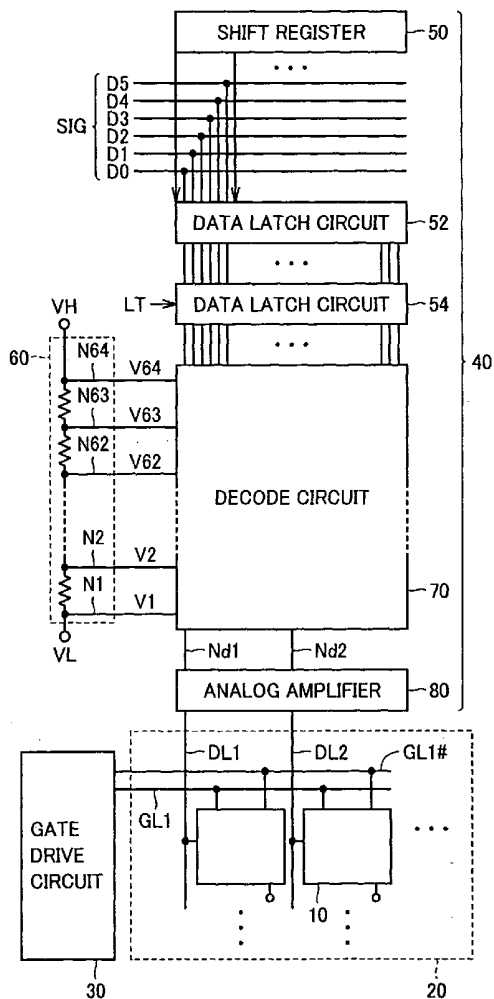 SHIFT REGISTER
50
. . .
D5
D4
D3
SIG
D2
D1
D0
DATA LATCH CIRCUIT
52
. . .
LT
DATA LATCH CIRCUIT
54
VH
. . .
60
N64
V64
40
N63
V63
N62
V62
DECODE CIRCUIT
N2
V2
N1
V1
70
VL
Nd1
Nd2
ANALOG AMPLIFIER
80
DL1
DL2
GL1#
GL1
GATE
DRIVE
CIRCUIT
. . .
10
30
20